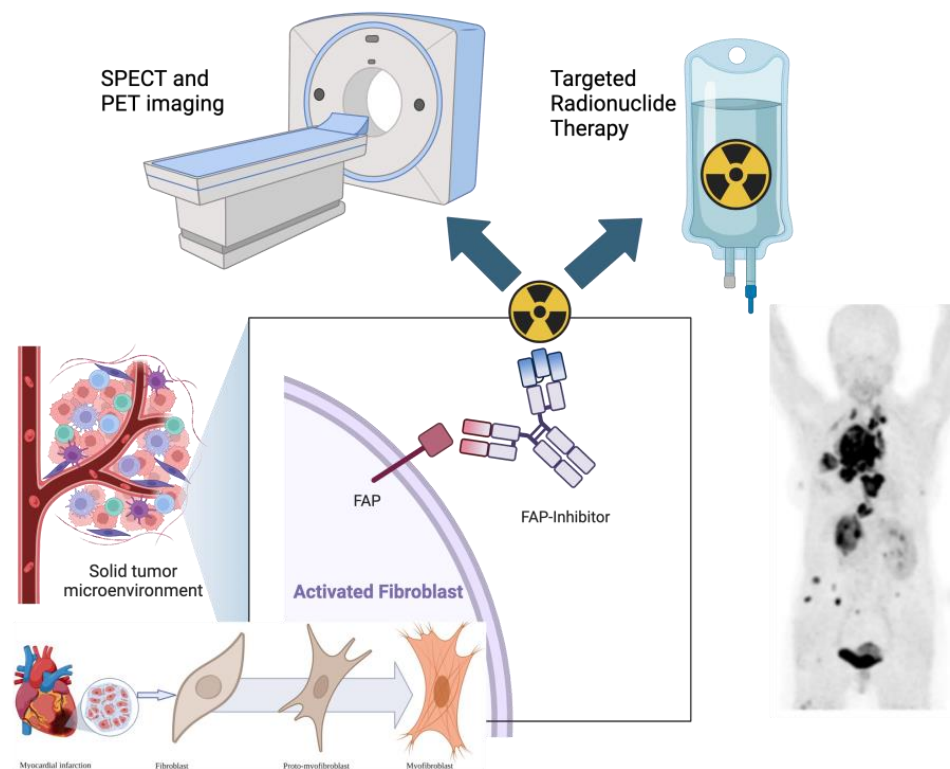 SPECT and
PET imaging
Targeted
Radionuclide
Therapy
FAP
FAP-Inhibitor
Solid tumor
microenvironment
Activated Fibroblast
Myocardial infarction
Fibroblast
Proto-myofibroblast
Myofibroblast